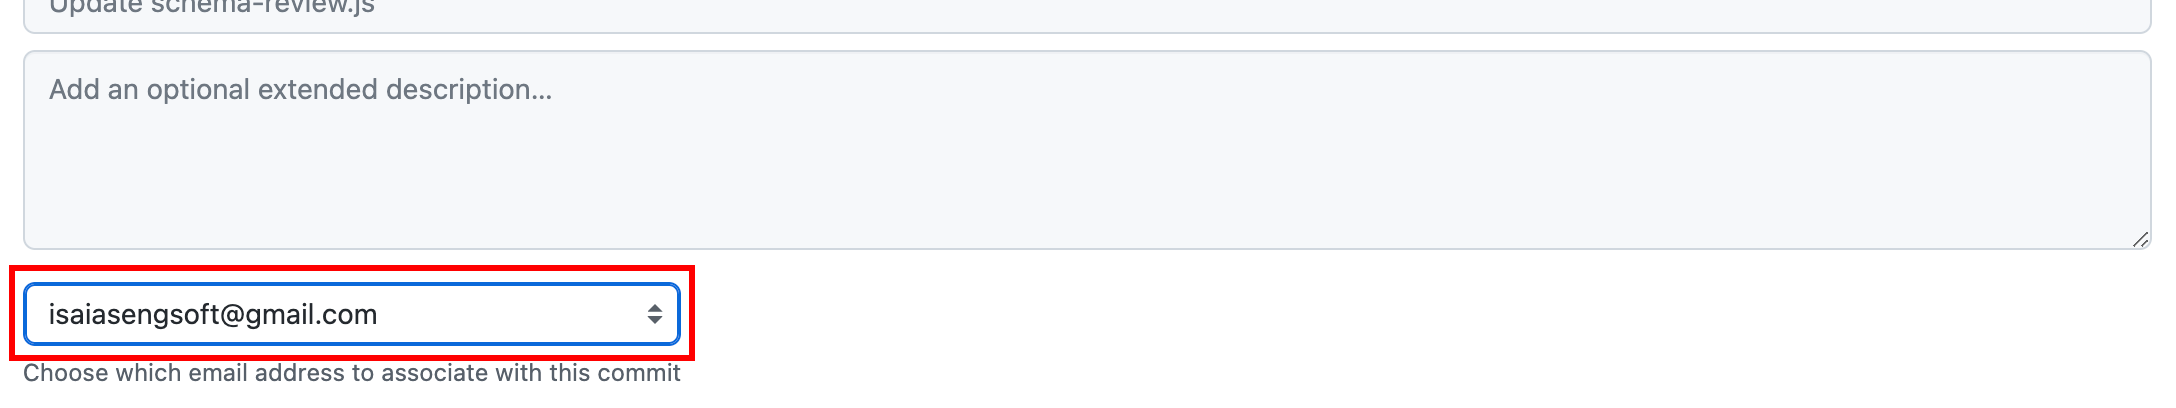 Update schema-review.js
Add an optional extended description...
isaiasengsoft@gmail.com
Choose which email address to associate with this commit